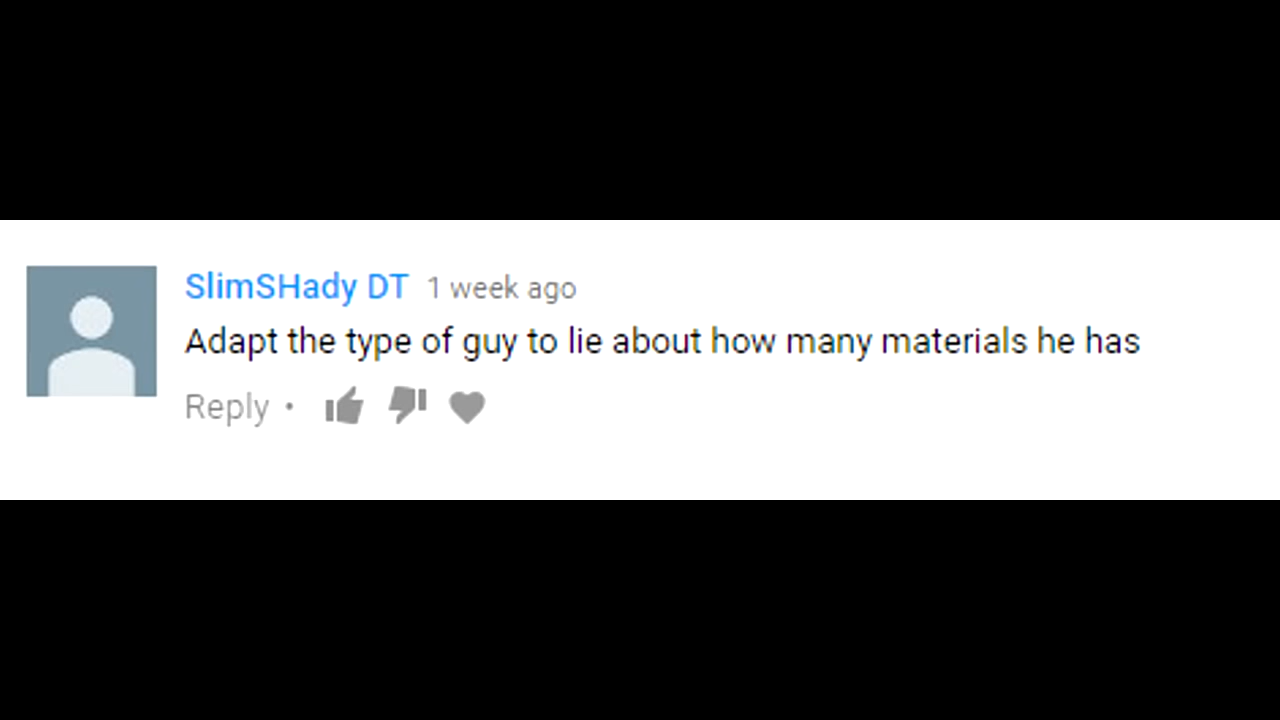 SlimSHady DT 1 week ago
Adapt the type of guy to lie about how many materials he has
Reply •